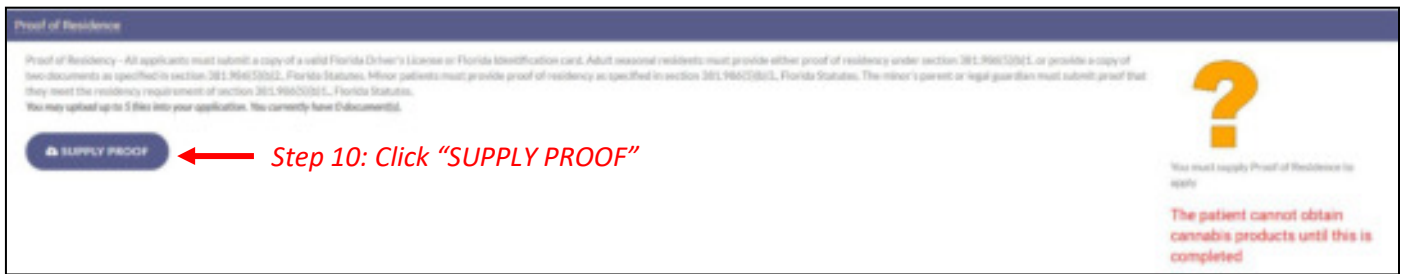 Proof of Residence
Proof of Residency - All applicants must submit a copy of a valid Florida Driver's License or Florida Identification card. Adult seasonal residents must provide either proof of residency under section 381.986(5)(b)1. or provide a copy of
two documents as specified in section 381.986(5)(b)2., Florida Statutes. Minor patients must provide proof of residency as specified in section 381.986(5)(b)1., Florida Statutes. The minor's parent or legal guardian must submit proof that
they meet the residency requirement of section 381.986(5)(b)1., Florida Statutes.
You may upload up to 5 files into your application. You currently have 0 document(s).
SUPPLY PROOF
Step 10: Click “SUPPLY PROOF”
?
You must supply Proof of Residence to
apply
The patient cannot obtain
cannabis products until this is
completed